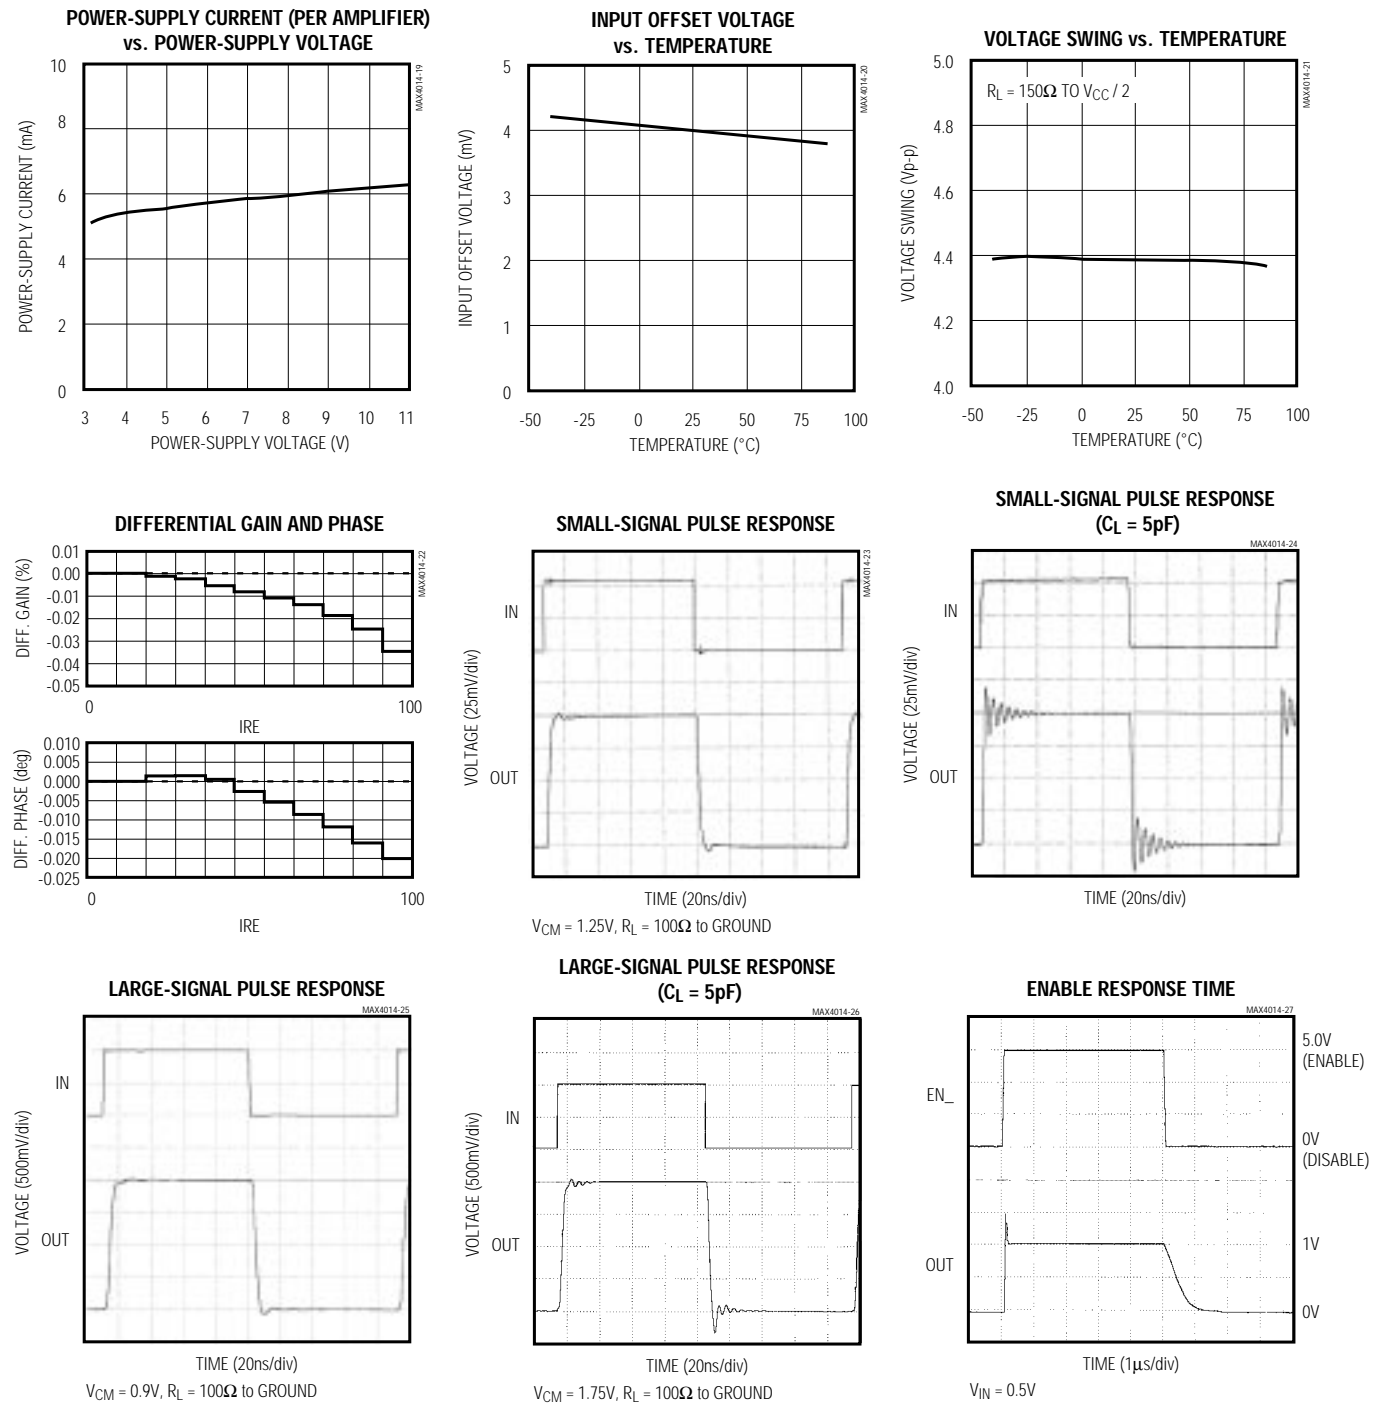 POWER-SUPPLY CURRENT (PER AMPLIFIER)
vs. POWER-SUPPLY VOLTAGE
MAX4014-19
POWER-SUPPLY CURRENT (mA)
10
8
6
4
2
0
3 4 5 6 7 8 9 10 11
POWER-SUPPLY VOLTAGE (V)
INPUT OFFSET VOLTAGE
vs. TEMPERATURE
MAX4014-20
INPUT OFFSET VOLTAGE (mV)
5
4
3
2
1
0
-50 -25 0 25 50 75 100
TEMPERATURE (°C)
VOLTAGE SWING vs. TEMPERATURE
MAX4014-21
RL = 150Ω TO VCC / 2
VOLTAGE SWING (Vp-p)
5.0
4.8
4.6
4.4
4.2
4.0
-50 -25 0 25 50 75 100
TEMPERATURE (°C)
DIFFERENTIAL GAIN AND PHASE
MAX4014-22
DIFF. GAIN (%)
0.01
0.00
-0.01
-0.02
-0.03
-0.04
-0.05
0 100
IRE
DIFF. PHASE (deg)
0.010
0.005
0.000
-0.005
-0.010
-0.015
-0.020
-0.025
0 100
IRE
SMALL-SIGNAL PULSE RESPONSE
MAX4014-23
VOLTAGE (25mV/div)
IN
OUT
TIME (20ns/div)
VCM = 1.25V, RL = 100Ω to GROUND
SMALL-SIGNAL PULSE RESPONSE
(CL = 5pF)
MAX4014-24
VOLTAGE (25mV/div)
IN
OUT
TIME (20ns/div)
LARGE-SIGNAL PULSE RESPONSE
MAX4014-25
VOLTAGE (500mV/div)
IN
OUT
TIME (20ns/div)
VCM = 0.9V, RL = 100Ω to GROUND
LARGE-SIGNAL PULSE RESPONSE
(CL = 5pF)
MAX4014-26
VOLTAGE (500mV/div)
IN
OUT
TIME (20ns/div)
VCM = 1.75V, RL = 100Ω to GROUND
ENABLE RESPONSE TIME
MAX4014-27
5.0V
(ENABLE)
EN_
0V
(DISABLE)
1V
OUT
0V
TIME (1μs/div)
VIN = 0.5V